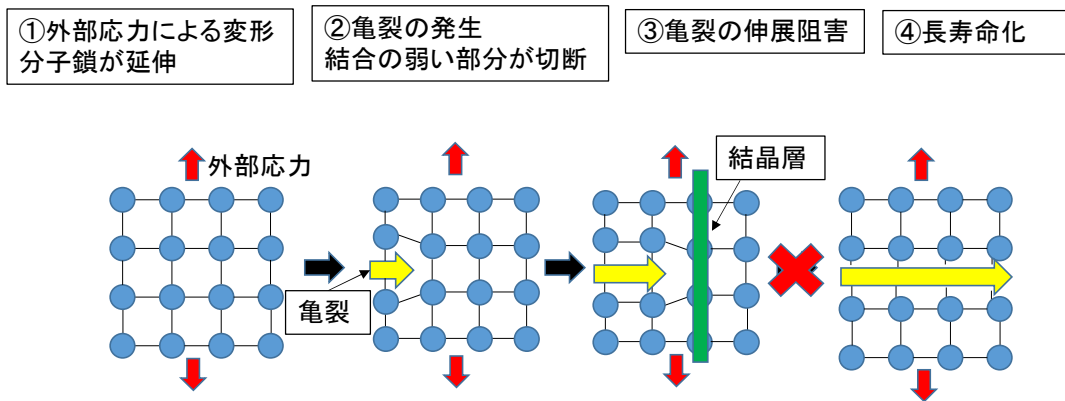 ①外部応力による変形
分子鎖が延伸
②亀裂の発生
結合の弱い部分が切断
③亀裂の伸展阻害
④長寿命化
外部応力
結晶層
亀裂